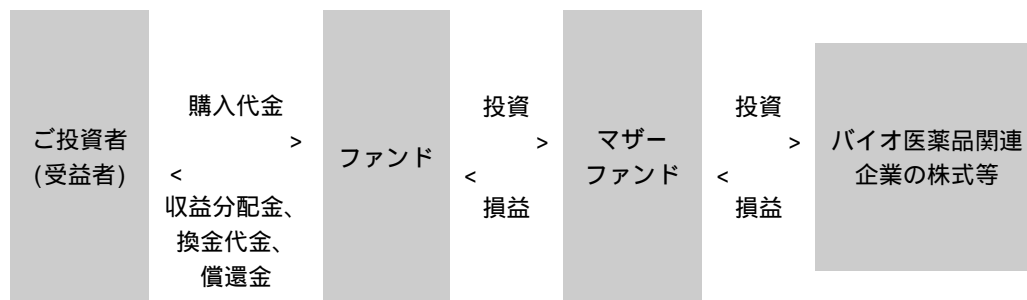 ご投資者
(受益者)
購入代金
>
<
収益分配金、
換金代金、
償還金
ファンド
投資
>
<
損益
マザー
ファンド
投資
>
<
損益
バイオ医薬品関連
企業の株式等